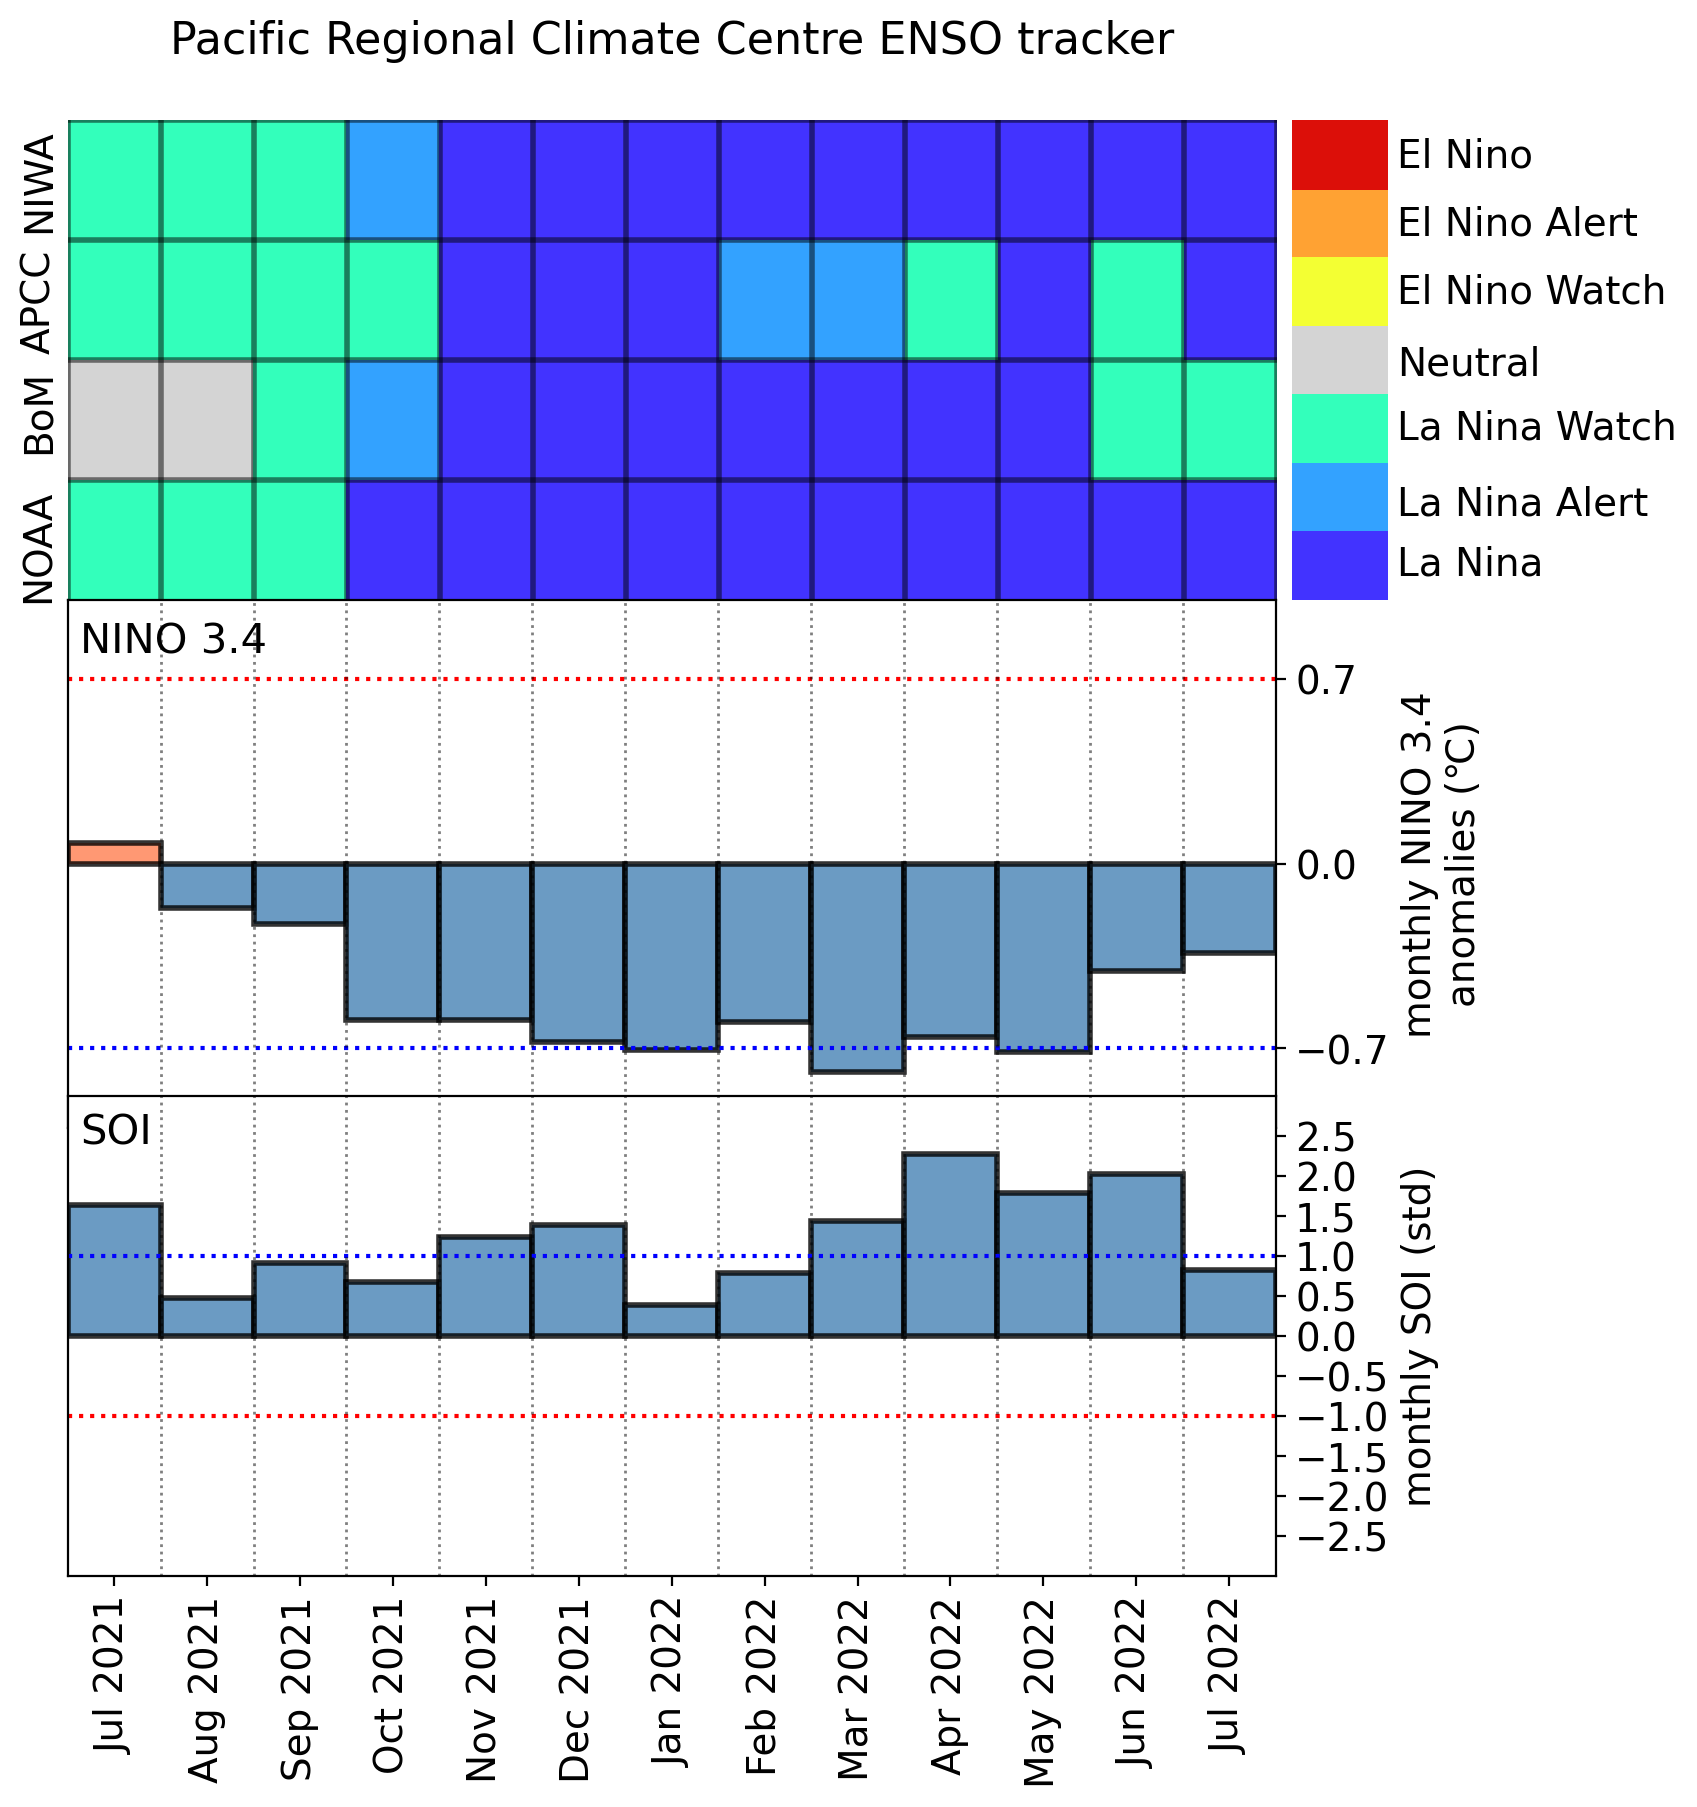 Pacific Regional Climate Centre ENSO tracker
NIWA
APCC
BoM
NOAA
El Nino
El Nino Alert
El Nino Watch
Neutral
La Nina Watch
La Nina Alert
La Nina
NINO 3.4
0.7
0.0
−0.7
monthly NINO 3.4
anomalies (°C)
SOI
2.5
2.0
1.5
1.0
0.5
0.0
−0.5
−1.0
−1.5
−2.0
−2.5
monthly SOI (std)
Jul 2021
Aug 2021
Sep 2021
Oct 2021
Nov 2021
Dec 2021
Jan 2022
Feb 2022
Mar 2022
Apr 2022
May 2022
Jun 2022
Jul 2022